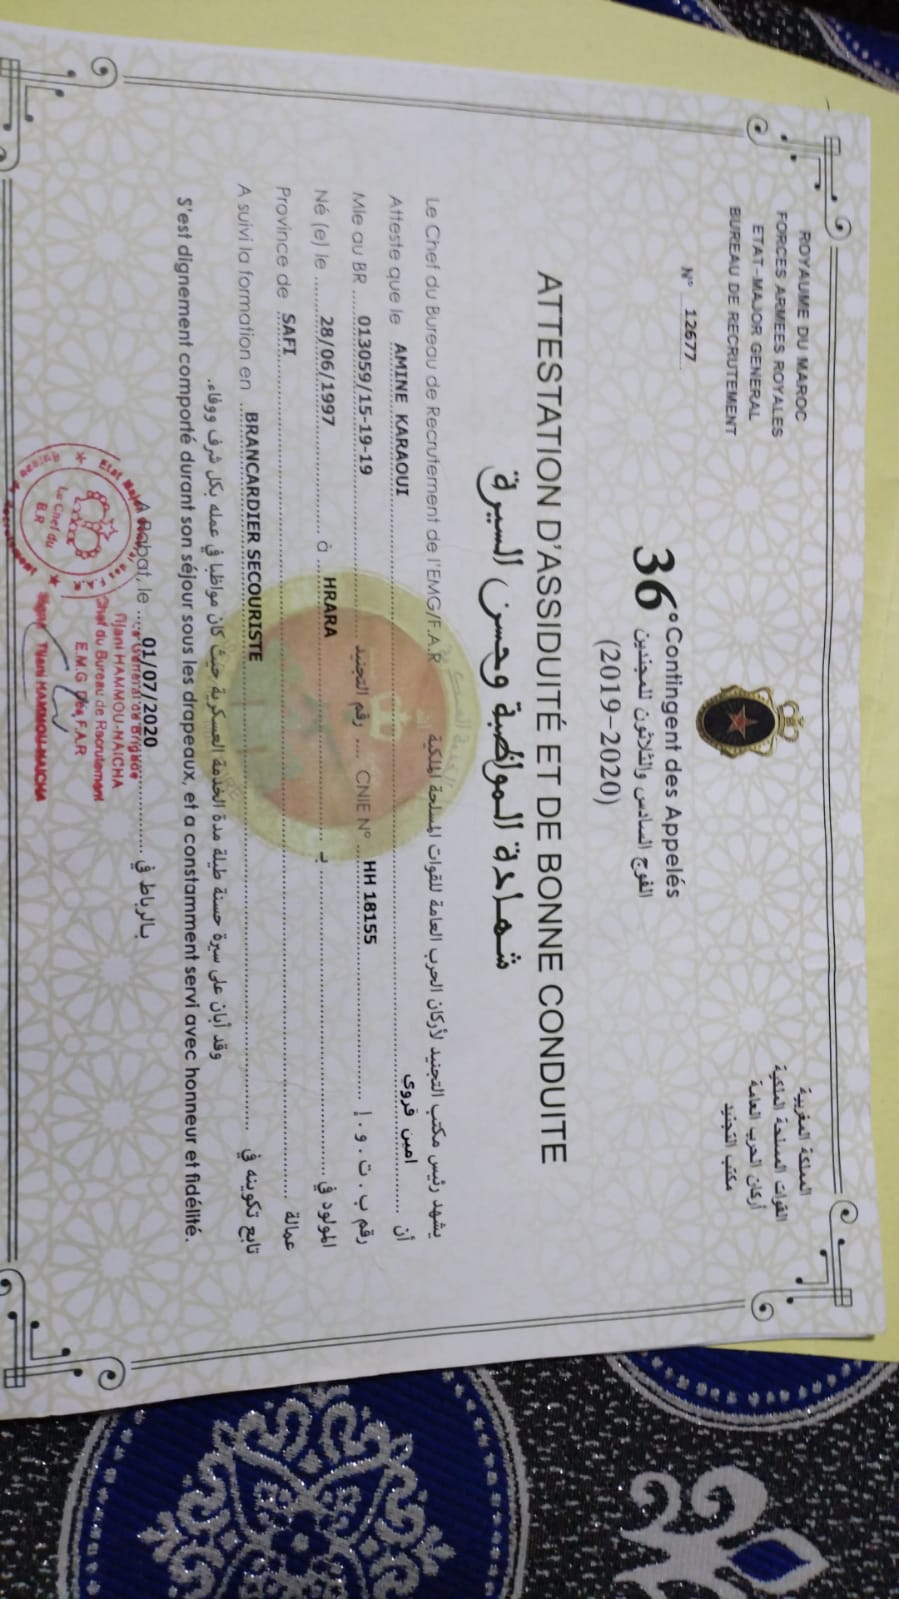 ROYAUME DU MAROC
FORCES ARMEES ROYALES
ETAT-MAJOR GENERAL
BUREAU DE RECRUTEMENT
N° 12677
المملكة المغربية
القوات المسلحة الملكية
أركان الحرب العامة
مكتب التجنيد
36° Contingent des Appelés
الفوج السادس والثلاثون للمجندين
(2019-2020)
ATTESTATION D'ASSIDUITÉ ET DE BONNE CONDUITE
شهادة المواظبة وحسن السيرة
Le Chef du Bureau de Recrutement de l'EMG/F.A.R يشهد رئيس مكتب التجنيد لأركان الحرب العامة للقوات المسلحة الملكية
Atteste que le AMINE KARAOUI امين قروي أن
Mle au BR 013059/15-19-19 رقم التجنيد CNIE N° HH 18155 رقم ب . ت . و . إ
Né (e) le 28/06/1997 à HRARA بـ المولود في
Province de SAFI عمالة
A suivi la formation en BRANCARDIER SECOURISTE تابع تكوينه في
وقد أبان على سيرة حسنة طيلة مدة الخدمة العسكرية حيث كان مواظبا في عمله بكل شرف ووفاء.
S'est dignement comporté durant son séjour sous les drapeaux, et a constamment servi avec honneur et fidélité.
A Rabat, le 01/07/2020 بالرباط في
Général de Brigade
Tijani HAMMOU-NAICHA
Chef du Bureau de Recrutement
E.M.G Des F.A.R
Signé Tijani HAMMOU-NAICHA
Le Chef du
B.R